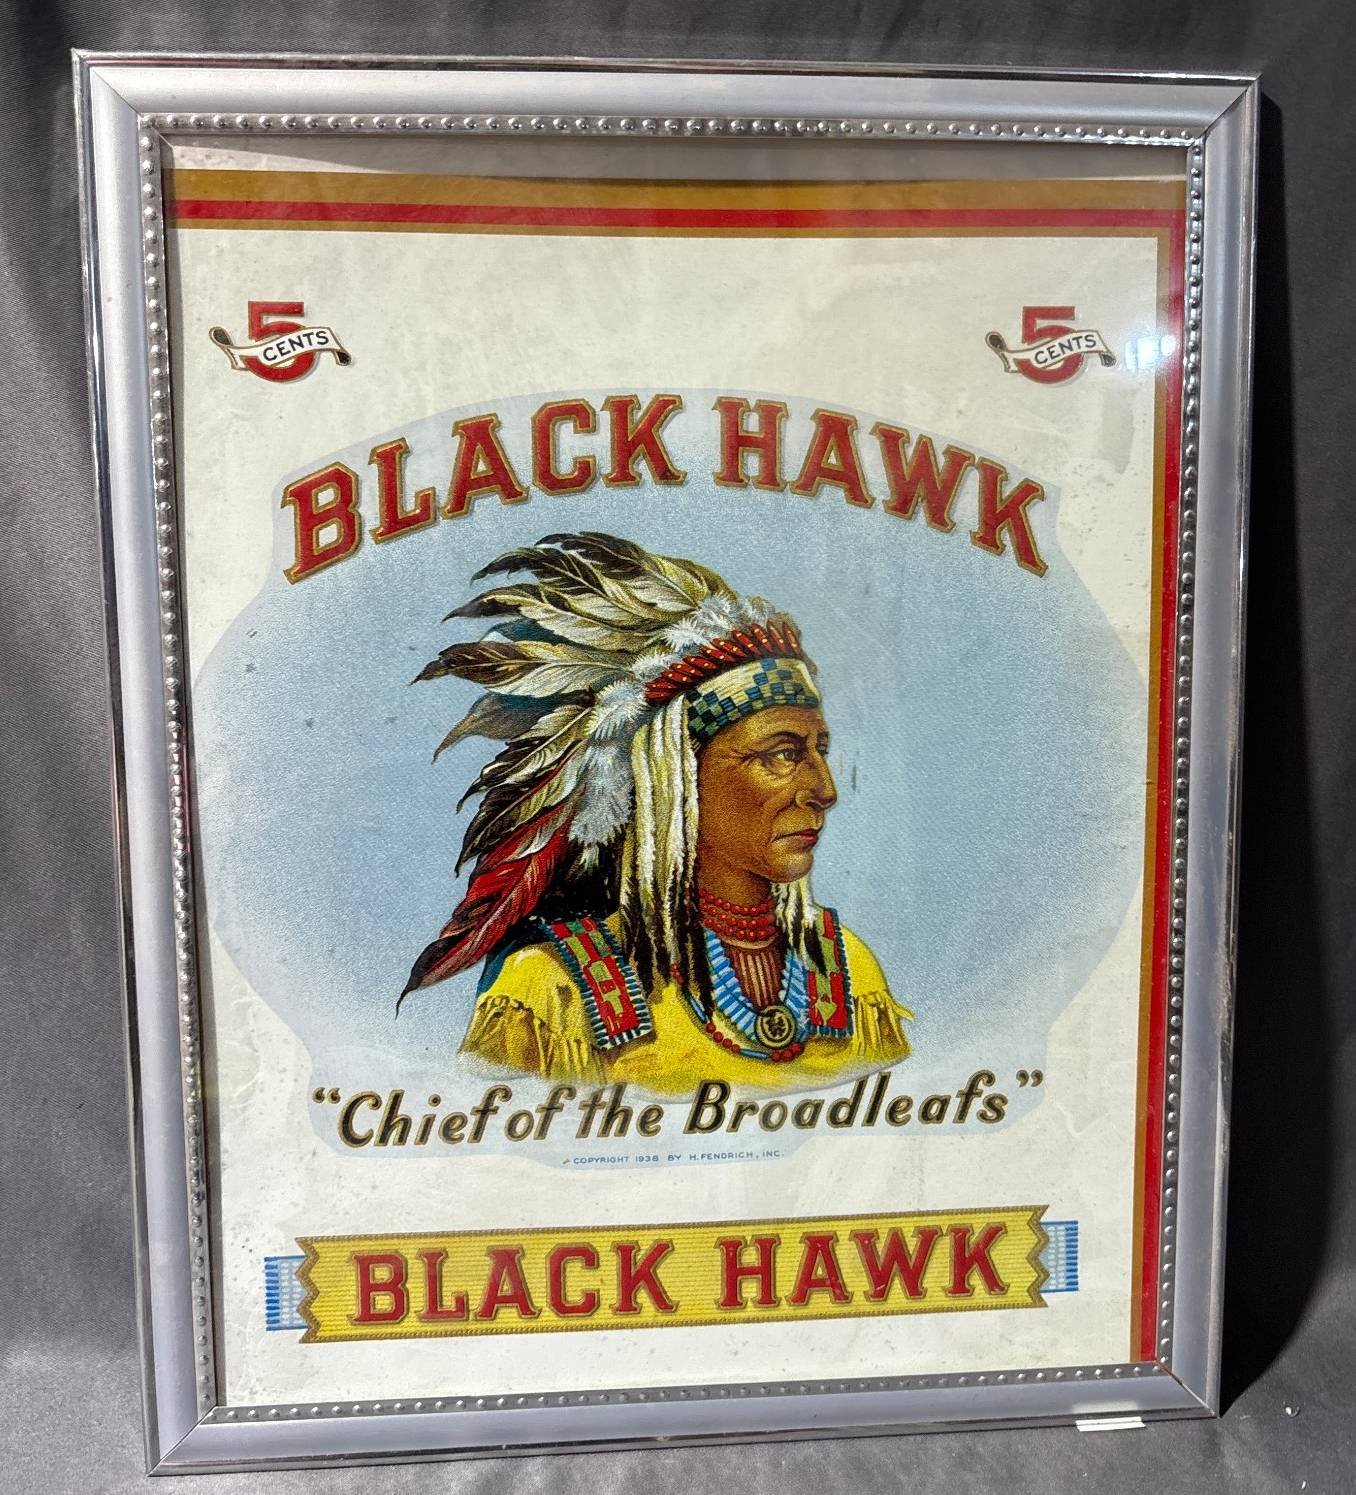 5 CENTS
5 CENTS
BLACK HAWK
"Chief of the Broadleafs"
COPYRIGHT 1938 BY H. FENDRICH, INC.
BLACK HAWK